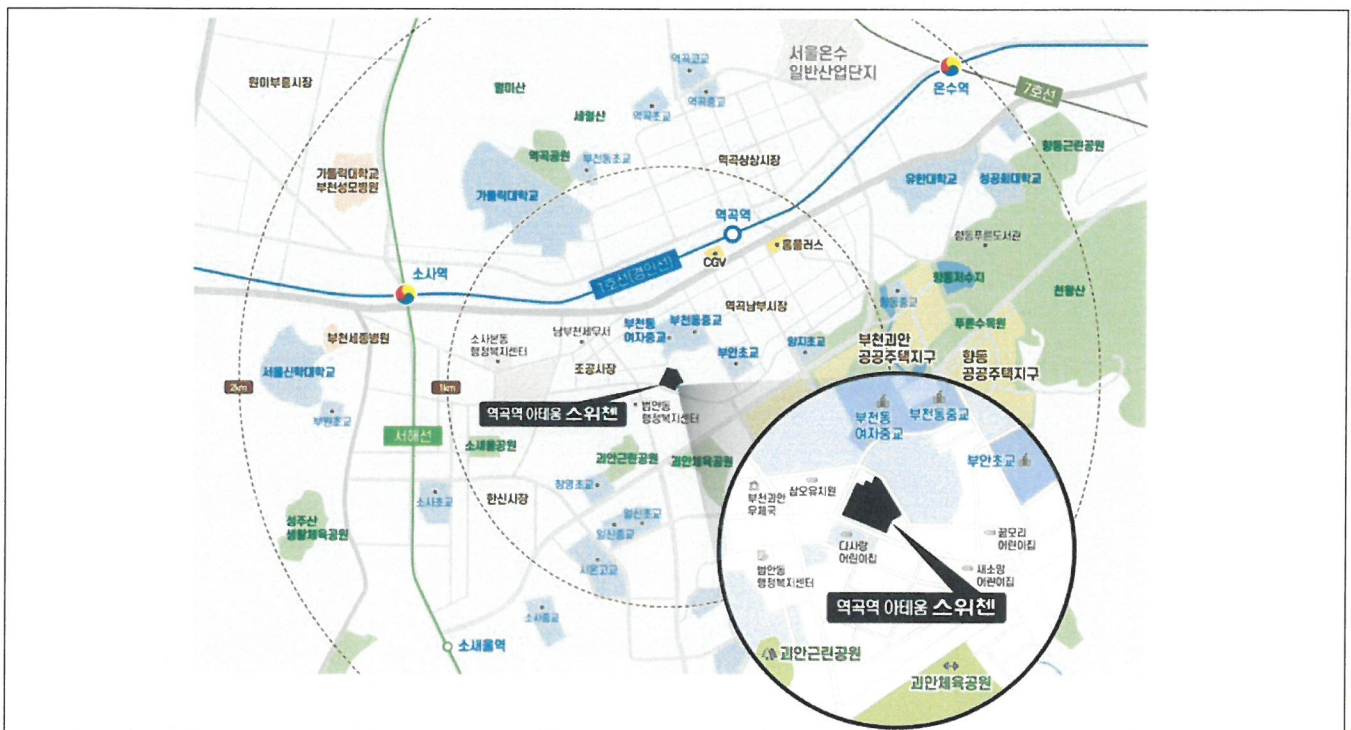 서울온수
일반산업단지
역곡고교
원미부흥시장
온수역
7호선
역곡중교
역곡초교
역곡공원
부천동초교
역곡상상시장
항동근린공원
가톨릭대학교
부천성모병원
가톨릭대학교
유한대학교
성공회대학교
역곡역
홈플러스
항동푸른도서관
CGV
소사역
1호선(경인선)
항동저수지
천왕산
항동중교
역곡남부시장
푸른수목원
부천동
여자중교
부천동중교
남부천세무서
소사본동
행정복지센터
부천세종병원
양지초교
부천괴안
공공주택지구
항동
공공주택지구
부안초교
서울신학대학교
조공시장
2km
1km
역곡역 아테움 스위첸
범안동
행정복지센터
부원초교
서해선
소새울공원
괴안근린공원
괴안체육공원
창영초교
한신시장
소사초교
일신초교
일신중교
시온고교
성주산
생활체육공원
소사중교
소새울역
부천동
여자중교
부천동중교
부안초교
부천괴안
우체국
삼오유치원
다사랑
어린이집
꿈모리
어린이집
범안동
행정복지센터
새소망
어린이집
역곡역 아테움 스위첸
괴안근린공원
괴안체육공원